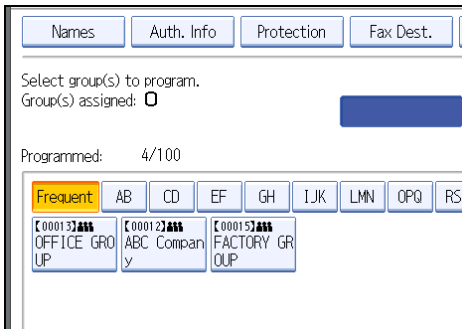 Names Auth. Info Protection Fax Dest.
Select group(s) to program.
Group(s) assigned: 0
Programmed: 4/100
Frequent AB CD EF GH IJK LMN OPQ RS
【00013】 【00012】 【00015】
OFFICE GRO ABC Compan FACTORY GR
UP y OUP